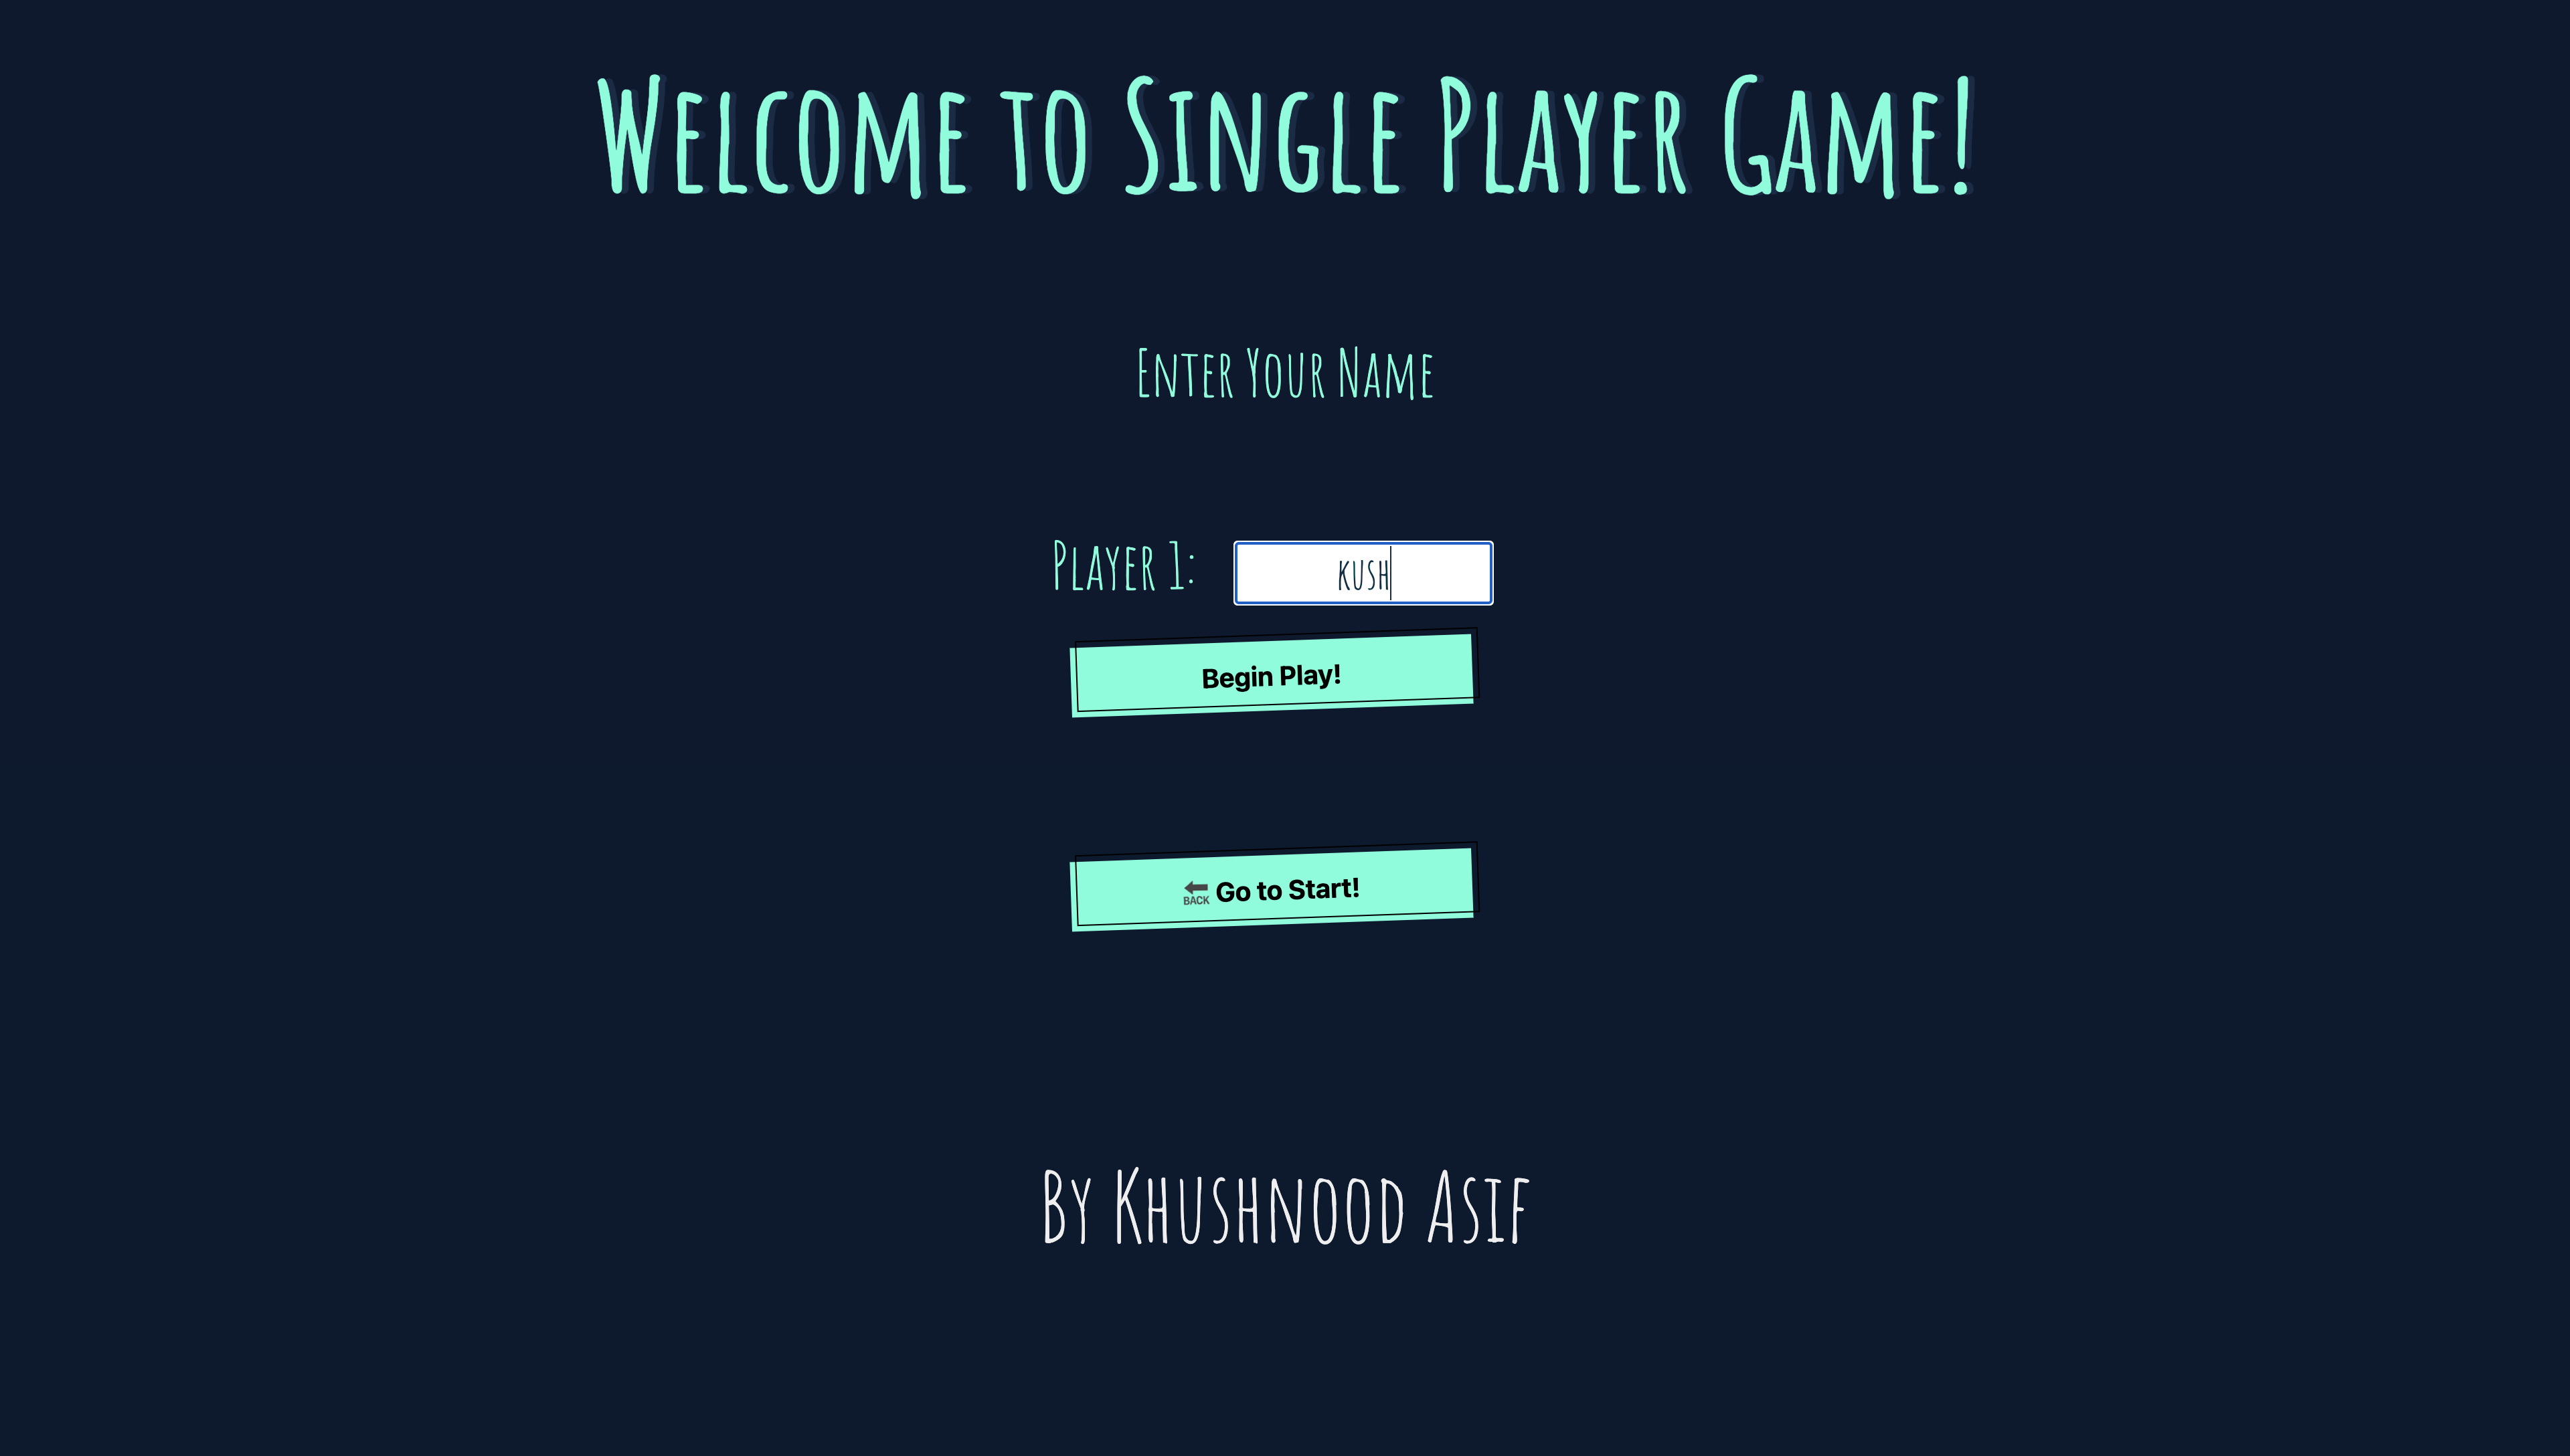 Welcome to Single Player Game!
Enter Your Name
Player 1: kush
Begin Play!
BACK Go to Start!
By Khushnood Asif